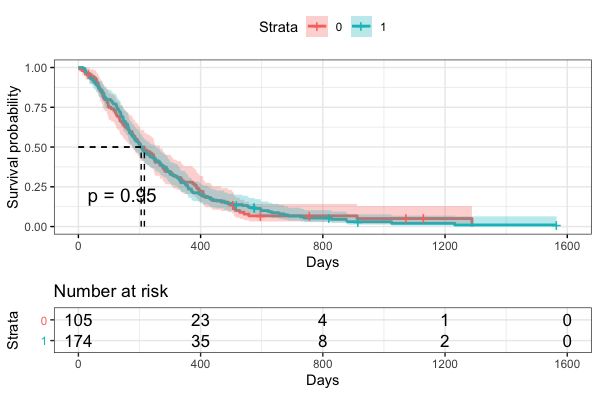 Strata 0 1
1.00
0.75
0.50
0.25
0.00
Survival probability
p = 0.95
0 400 800 1200 1600
Days
Number at risk
Strata
0 105 23 4 1 0
1 174 35 8 2 0
0 400 800 1200 1600
Days